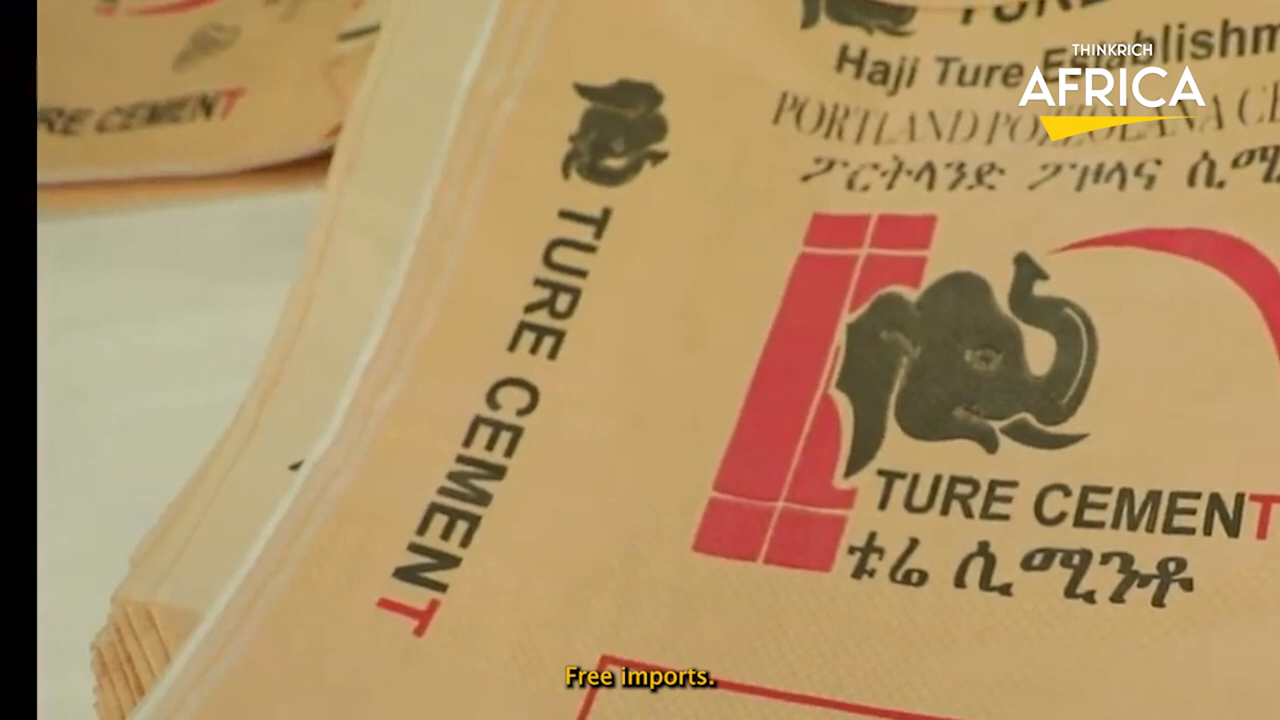 THINKRICH
AFRICA
Haji Ture Establishm
PORTLAND POZZOLANA CE
ፖርትላንድ ፖዞላና ሲሚ
TURE CEMENT
ቱሬ ሲሚንቶ
TURE CEMENT
RE CEMENT
Free imports.